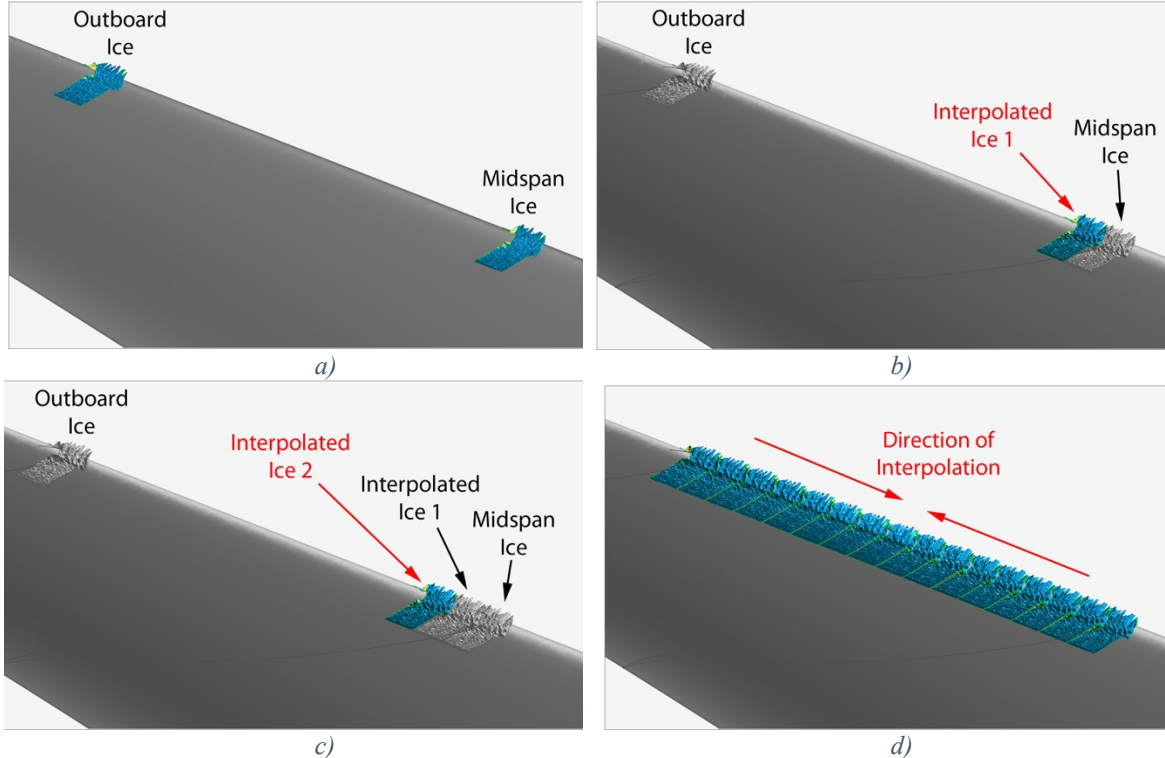 Outboard
Ice
Midspan
Ice
a)
Outboard
Ice
Interpolated
Ice 1
Midspan
Ice
b)
Outboard
Ice
Interpolated
Ice 2
Interpolated
Ice 1
Midspan
Ice
c)
Direction of
Interpolation
d)